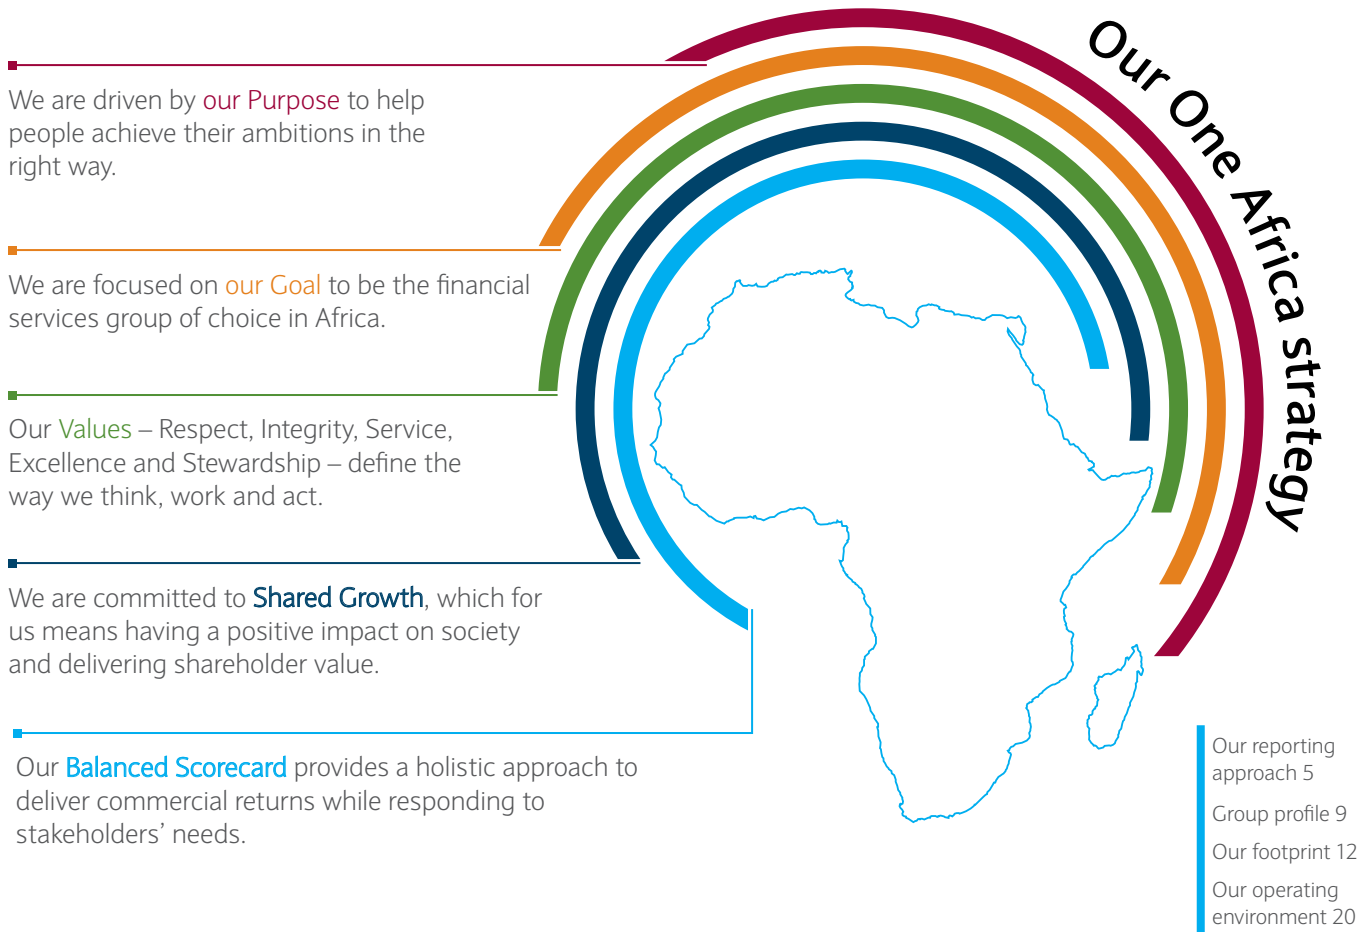 Our One Africa strategy
We are driven by our Purpose to help
people achieve their ambitions in the
right way.
We are focused on our Goal to be the financial
services group of choice in Africa.
Our Values – Respect, Integrity, Service,
Excellence and Stewardship – define the
way we think, work and act.
We are committed to Shared Growth, which for
us means having a positive impact on society
and delivering shareholder value.
Our Balanced Scorecard provides a holistic approach to
deliver commercial returns while responding to
stakeholders’ needs.
Our reporting
approach 5
Group profile 9
Our footprint 12
Our operating
environment 20